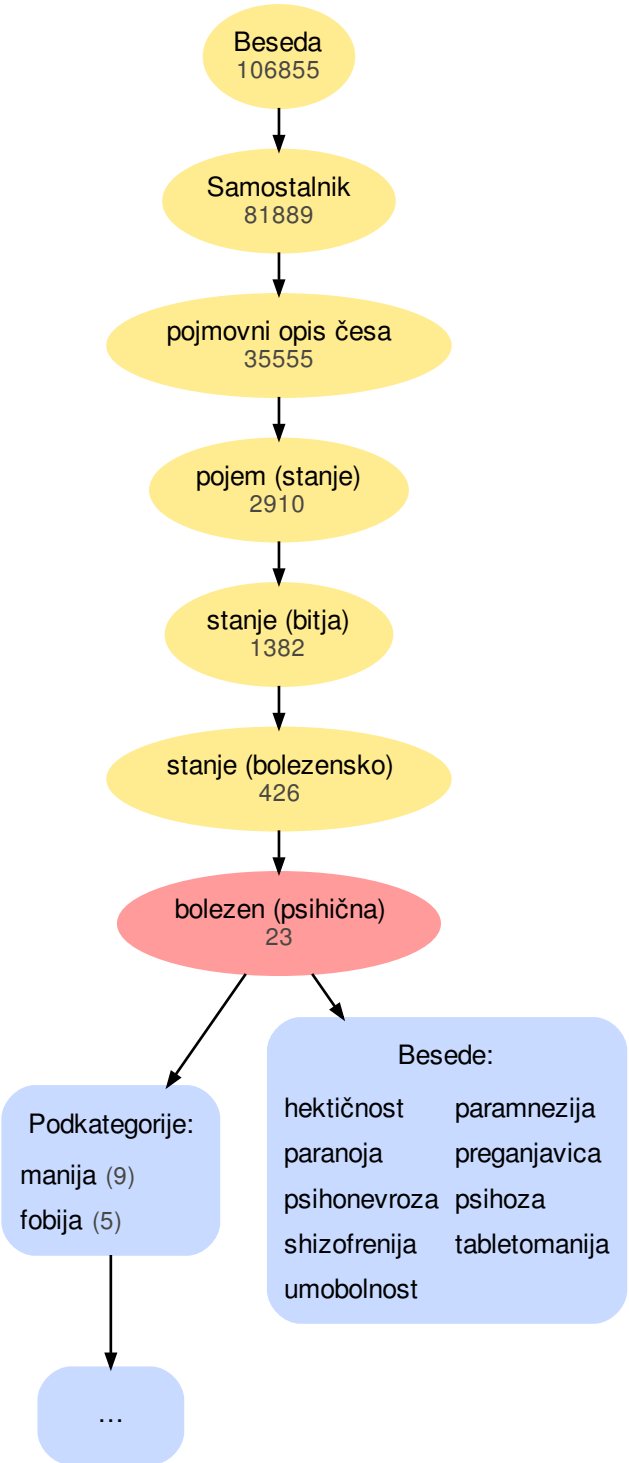 Beseda
106855
Samostalnik
81889
pojmovni opis česa
35555
pojem (stanje)
2910
stanje (bitja)
1382
stanje (bolezensko)
426
bolezen (psihična)
23
Podkategorije:
manija (9)
fobija (5)
...
Besede:
hektičnost paramnezija
paranoja preganjavica
psihonevroza psihoza
shizofrenija tabletomanija
umobolnost